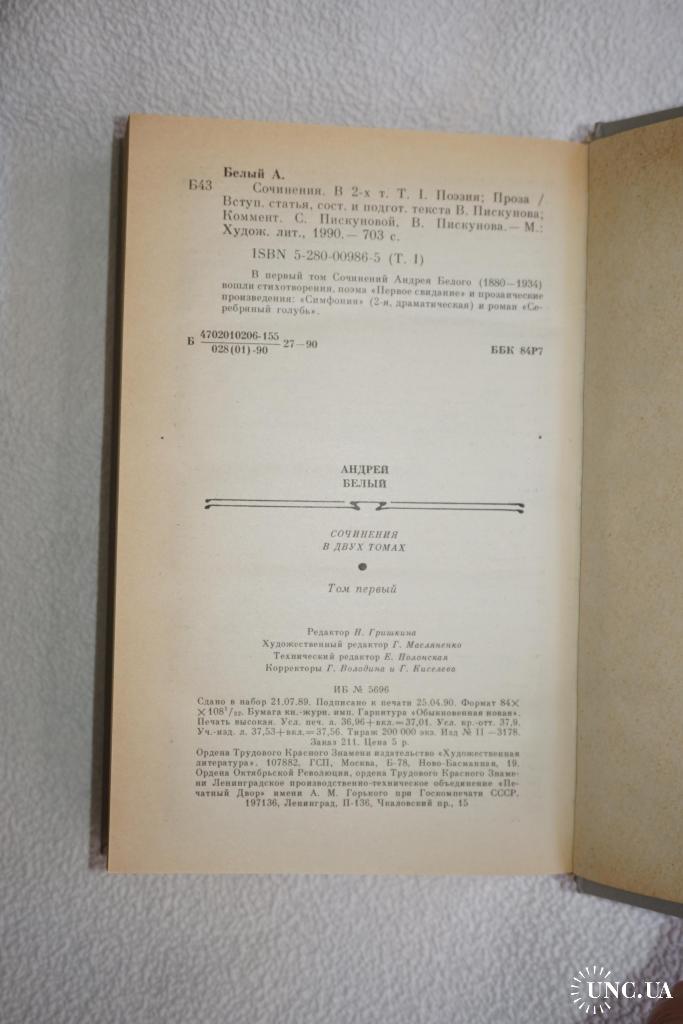 Белый А.
Б43
Сочинения. В 2-х т. Т. I. Поэзия; Проза /
Вступ. статья, сост. и подгот. текста В. Пискунова;
Коммент. С. Пискуновой, В. Пискунова.— М.:
Худож. лит., 1990.— 703 с.
ISBN 5-280-00986-5 (Т. I)
В первый том Сочинений Андрея Белого (1880—1934)
вошли стихотворения, поэма «Первое свидание» и прозаические
произведения: «Симфония» (2-я, драматическая) и роман «Се-
ребряный голубь».
Б 4702010206-155 27—90
028(01)-90
ББК 84Р7
АНДРЕЙ
БЕЛЫЙ
СОЧИНЕНИЯ
В ДВУХ ТОМАХ
Том первый
Редактор Н. Гришкина
Художественный редактор Г. Масляненко
Технический редактор Е. Полонская
Корректоры Г. Володина и Г. Киселева
ИБ № 5696
Сдано в набор 21.07.89. Подписано к печати 25.04.90. Формат 84×
×108¹/₃₂. Бумага кн.-журн. имп. Гарнитура «Обыкновенная новая».
Печать высокая. Усл. печ. л. 36,96+вкл.=37,01. Усл. кр.-отт. 37,9.
Уч.-изд. л. 37,53+вкл.=37,56. Тираж 200 000 экз. Изд № II —3178.
Заказ 211. Цена 5 р.
Ордена Трудового Красного Знамени издательство «Художественная
литература». 107882, ГСП, Москва, Б-78, Ново-Басманная, 19.
Ордена Октябрьской Революции, ордена Трудового Красного Знаме-
ни Ленинградское производственно-техническое объединение «Пе-
чатный Двор» имени А. М. Горького при Госкомпечати СССР.
197136, Ленинград, П-136, Чкаловский пр., 15
UNC.UA